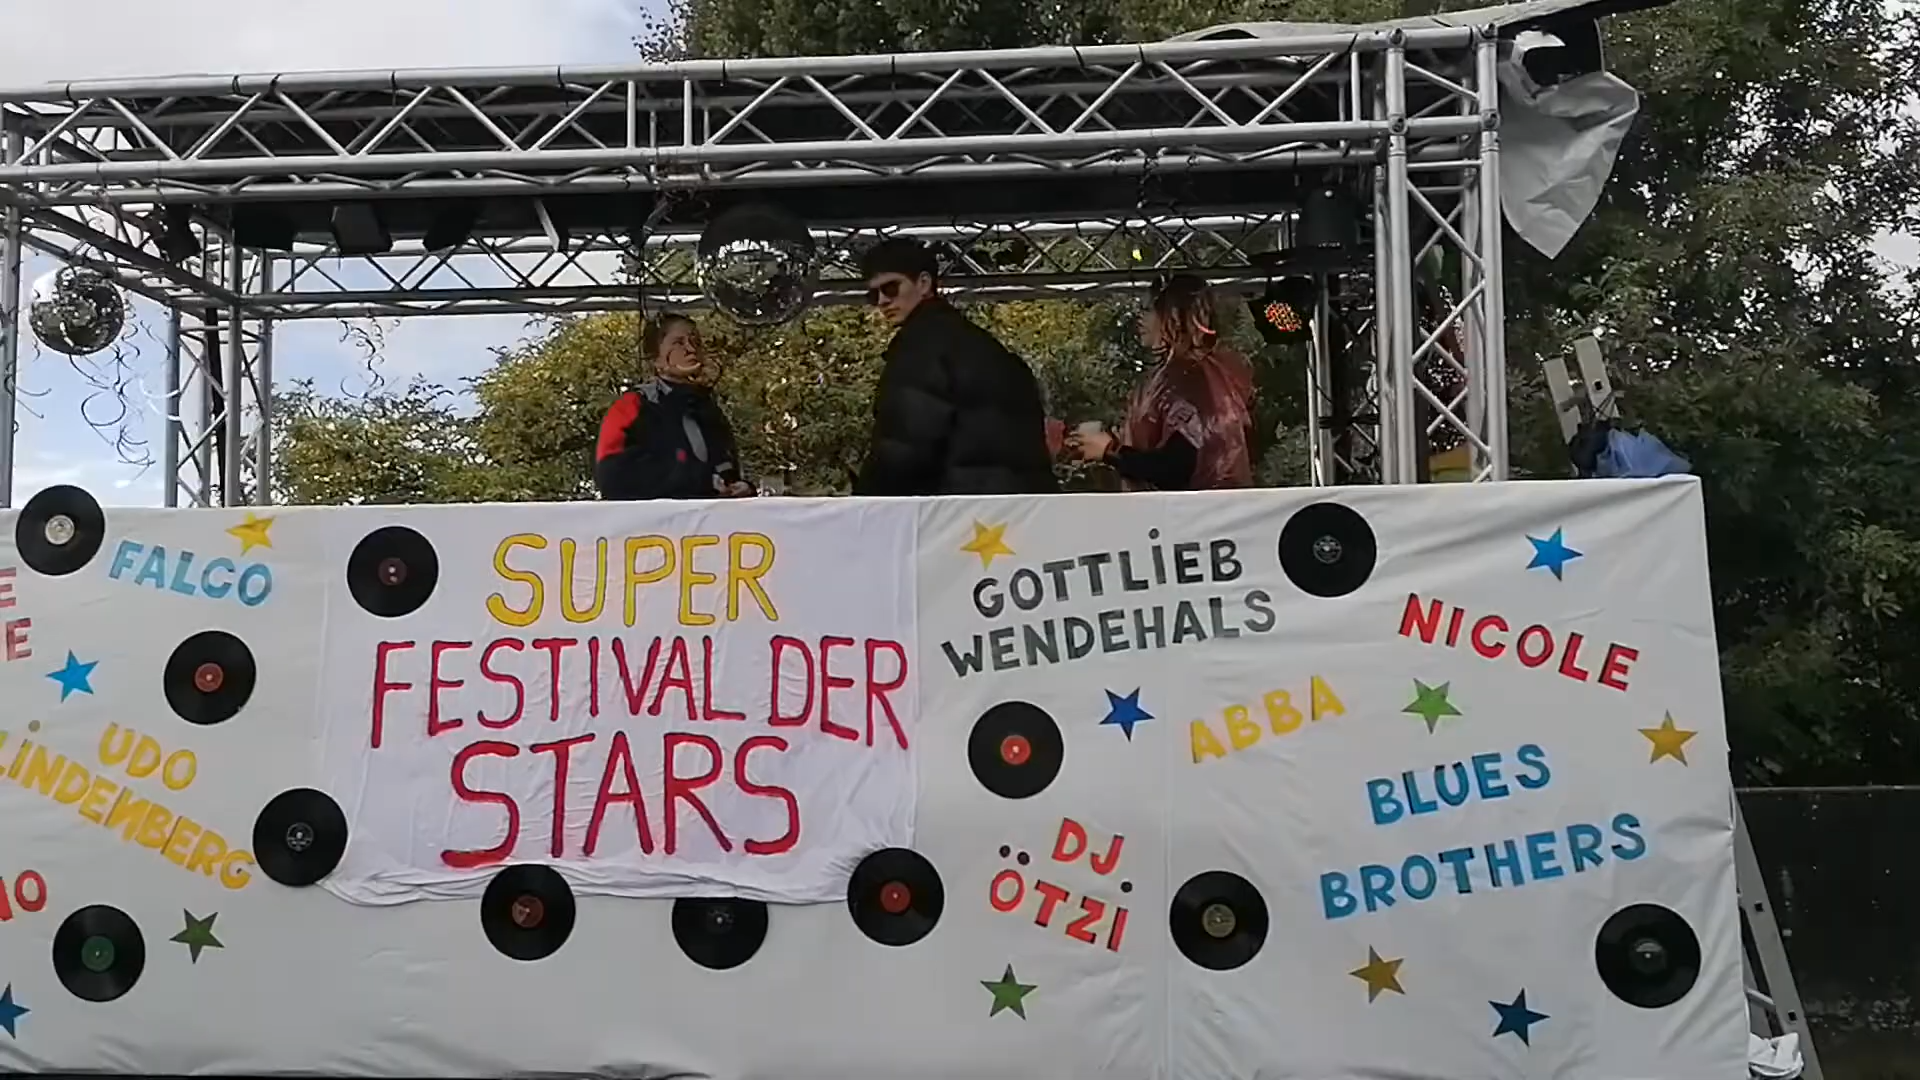 FALCO
UDO
LINDENBERG
SUPER
FESTIVAL DER
STARS
GOTTLIEB
WENDEHALS
NICOLE
ABBA
BLUES
BROTHERS
DJ
ÖTZI